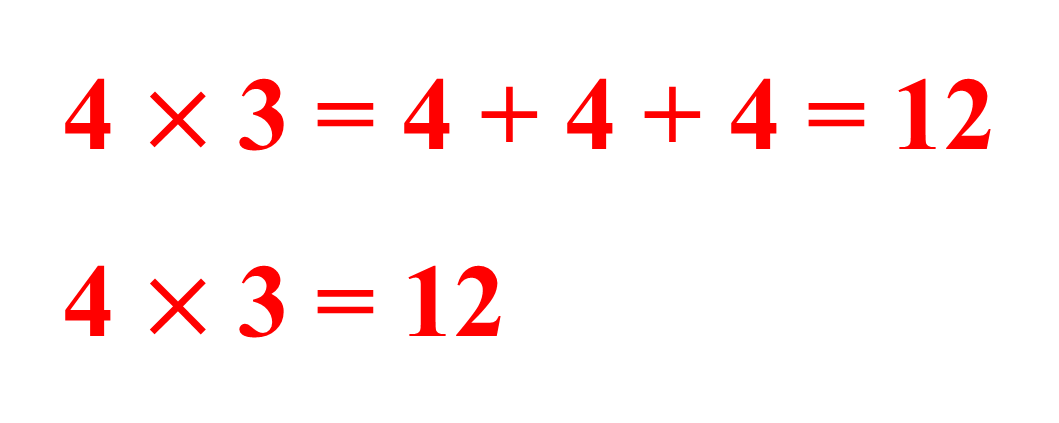 4 × 3 = 4 + 4 + 4 = 12
4 × 3 = 12